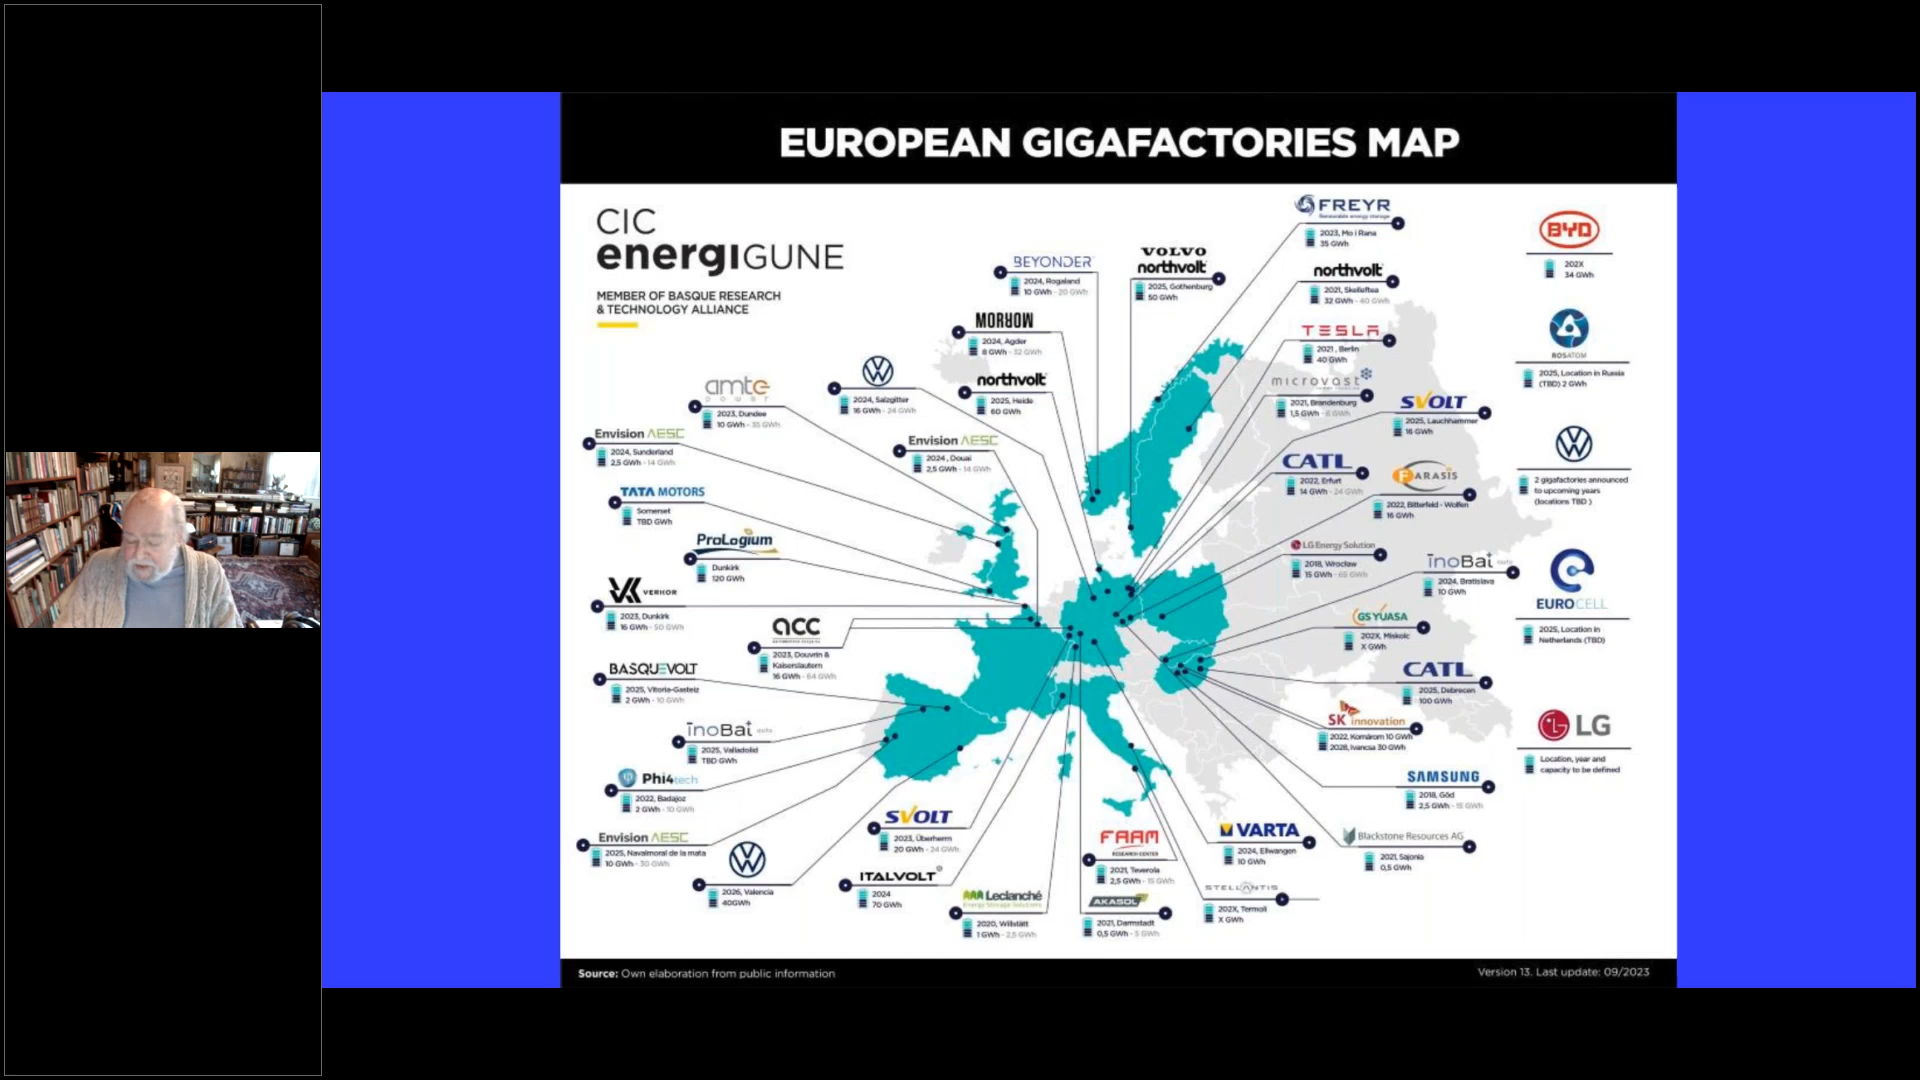 EUROPEAN GIGAFACTORIES MAP
CIC
energiGUNE
MEMBER OF BASQUE RESEARCH
& TECHNOLOGY ALLIANCE
FREYR
2023, Mo i Rana
35 GWh
BYD
202X
34 GWh
BEYONDER
2024, Rogaland
10 GWh - 20 GWh
VOLVO
northvolt
2025, Gothenburg
50 GWh
northvolt
2021, Skelleftea
32 GWh - 40 GWh
MORROW
2024, Agder
8 GWh - 32 GWh
TESLA
2021, Berlin
40 GWh
ROSATOM
2025, Location in Russia
(TBD) 2 GWh
amte
power
2023, Dundee
10 GWh - 35 GWh
2024, Salzgitter
16 GWh - 24 GWh
northvolt
2025, Heide
60 GWh
microvast
2021, Brandenburg
1,5 GWh - 6 GWh
SVOLT
2025, Lauchhammer
16 GWh
Envision AESC
2024, Sunderland
2,5 GWh - 14 GWh
Envision AESC
2024, Douai
2,5 GWh - 14 GWh
CATL
2022, Erfurt
14 GWh - 24 GWh
FARASIS
2022, Bitterfeld - Wolfen
16 GWh
2 gigafactories announced
to upcoming years
(locations TBD )
TATA MOTORS
Somerset
TBD GWh
ProLogium
Dunkirk
120 GWh
LG Energy Solution
2018, Wrocław
15 GWh - 65 GWh
inoBat
2024, Bratislava
10 GWh
EUROCELL
2025, Location in
Netherlands (TBD)
VERKOR
2023, Dunkirk
16 GWh - 50 GWh
acc
2023, Douvrin &
Kaiserslautern
16 GWh - 64 GWh
GS YUASA
202X, Miskolc
X GWh
BASQUEVOLT
2025, Vitoria-Gasteiz
2 GWh - 10 GWh
CATL
2025, Debrecen
100 GWh
inoBat
2025, Valladolid
TBD GWh
SK innovation
2022, Komárom 10 GWh
2028, Ivancsa 30 GWh
LG
Location, year and
capacity to be defined
Phi4tech
2022, Badajoz
2 GWh - 10 GWh
SAMSUNG
2018, Göd
2,5 GWh - 15 GWh
Envision AESC
2025, Navalmoral de la mata
10 GWh - 30 GWh
2026, Valencia
40GWh
SVOLT
2023, Überherrn
20 GWh - 24 GWh
ITALVOLT
2024
70 GWh
Leclanché
Energy Storage Solutions
2020, Willstätt
1 GWh - 2,5 GWh
FAAM
RESEARCH CENTER
2021, Teverola
2,5 GWh - 15 GWh
AKASOL
2021, Darmstadt
0,5 GWh - 5 GWh
VARTA
2024, Ellwangen
10 GWh
STELLANTIS
202X, Termoli
X GWh
Blackstone Resources AG
2021, Sajonia
0,5 GWh
Source: Own elaboration from public information
Version 13. Last update: 09/2023